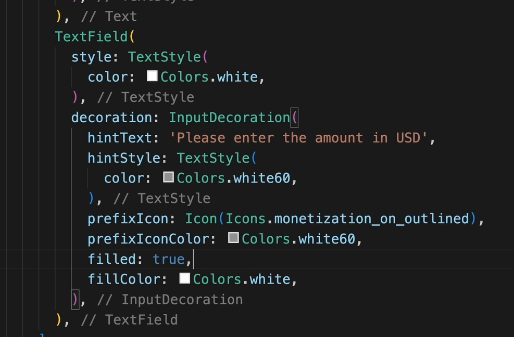 ), // Text
TextField(
style: TextStyle(
color: Colors.white,
), // TextStyle
decoration: InputDecoration(
hintText: 'Please enter the amount in USD',
hintStyle: TextStyle(
color: Colors.white60,
), // TextStyle
prefixIcon: Icon(Icons.monetization_on_outlined),
prefixIconColor: Colors.white60,
filled: true,
fillColor: Colors.white,
), // InputDecoration
), // TextField